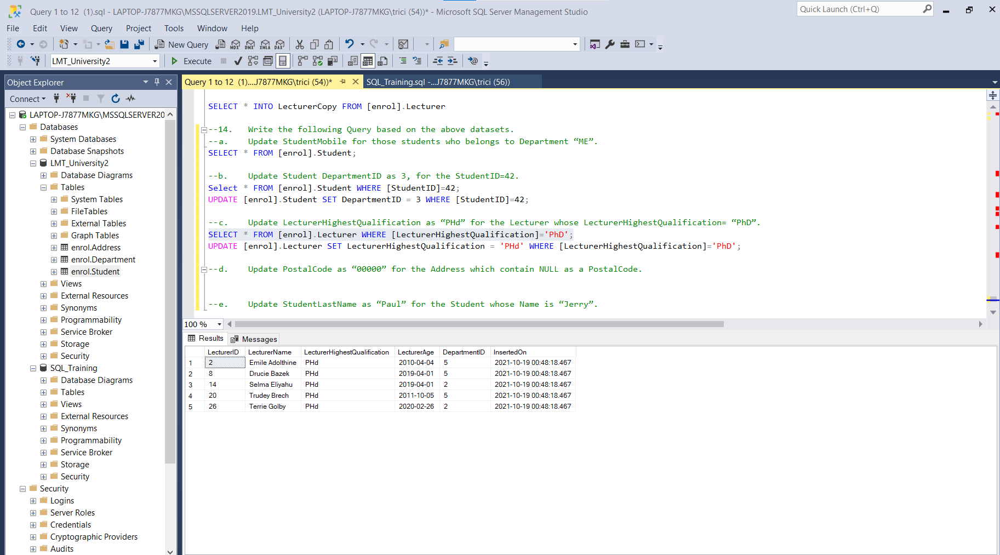 Query 1 to 12  (1).sql - LAPTOP-J7877MKG\MSSQLSERVER2019.LMT_University2 (LAPTOP-J7877MKG\trici (54))* - Microsoft SQL Server Management Studio
Quick Launch (Ctrl+Q)
File Edit View Query Project Tools Window Help
New Query MDX DMX XMLA DAX
LMT_University2 Execute
Object Explorer
Connect
LAPTOP-J7877MKG\MSSQLSERVER20
Databases
System Databases
Database Snapshots
LMT_University2
Database Diagrams
Tables
System Tables
FileTables
External Tables
Graph Tables
enrol.Address
enrol.Department
enrol.Student
Views
External Resources
Synonyms
Programmability
Service Broker
Storage
Security
SQL_Training
Database Diagrams
Tables
Views
External Resources
Synonyms
Programmability
Service Broker
Storage
Security
Security
Logins
Server Roles
Credentials
Cryptographic Providers
Audits
Query 1 to 12  (1)....J7877MKG\trici (54))* SQL_Training.sql -...J7877MKG\trici (56))
SELECT * INTO LecturerCopy FROM [enrol].Lecturer
--14.   Write the following Query based on the above datasets.
--a.    Update StudentMobile for those students who belongs to Department “ME”.
SELECT * FROM [enrol].Student;
--b.    Update Student DepartmentID as 3, for the StudentID=42.
Select * FROM [enrol].Student WHERE [StudentID]=42;
UPDATE [enrol].Student SET DepartmentID = 3 WHERE [StudentID]=42;
--c.    Update LecturerHighestQualification as “PHd” for the Lecturer whose LecturerHighestQualification= “PhD”.
SELECT * FROM [enrol].Lecturer WHERE [LecturerHighestQualification]='PhD';
UPDATE [enrol].Lecturer SET LecturerHighestQualification = 'PHd' WHERE [LecturerHighestQualification]='PhD';
--d.    Update PostalCode as “00000” for the Address which contain NULL as a PostalCode.
--e.    Update StudentLastName as “Paul” for the Student whose Name is “Jerry”.
100 %
Results Messages
LecturerID LecturerName LecturerHighestQualification LecturerAge DepartmentID InsertedOn
1 2 Emile Adolthine PHd 2010-04-04 5 2021-10-19 00:48:18.467
2 8 Drucie Bazek PHd 2019-04-01 5 2021-10-19 00:48:18.467
3 14 Selma Eliyahu PHd 2019-04-01 2 2021-10-19 00:48:18.467
4 20 Trudey Brech PHd 2011-10-05 5 2021-10-19 00:48:18.467
5 26 Terrie Golby PHd 2020-02-26 2 2021-10-19 00:48:18.467